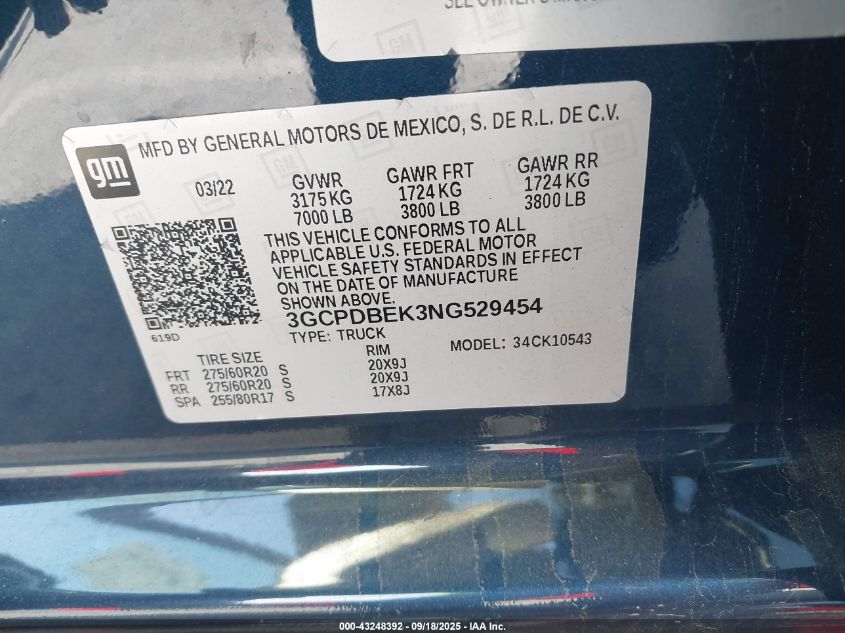 MFD BY GENERAL MOTORS DE MEXICO, S. DE R.L. DE C.V.
gm
03/22
GVWR
3175 KG
7000 LB
GAWR FRT
1724 KG
3800 LB
GAWR RR
1724 KG
3800 LB
THIS VEHICLE CONFORMS TO ALL
APPLICABLE U.S. FEDERAL MOTOR
VEHICLE SAFETY STANDARDS IN EFFECT
ON THE DATE OF MANUFACTURE
SHOWN ABOVE
3GCPDBEK3NG529454
619D
TYPE: TRUCK
MODEL: 34CK10543
TIRE SIZE RIM
FRT 275/60R20 S 20X9J
RR 275/60R20 S 20X9J
SPA 255/80R17 S 17X8J
000-43248392 - 09/18/2025 - IAA Inc.